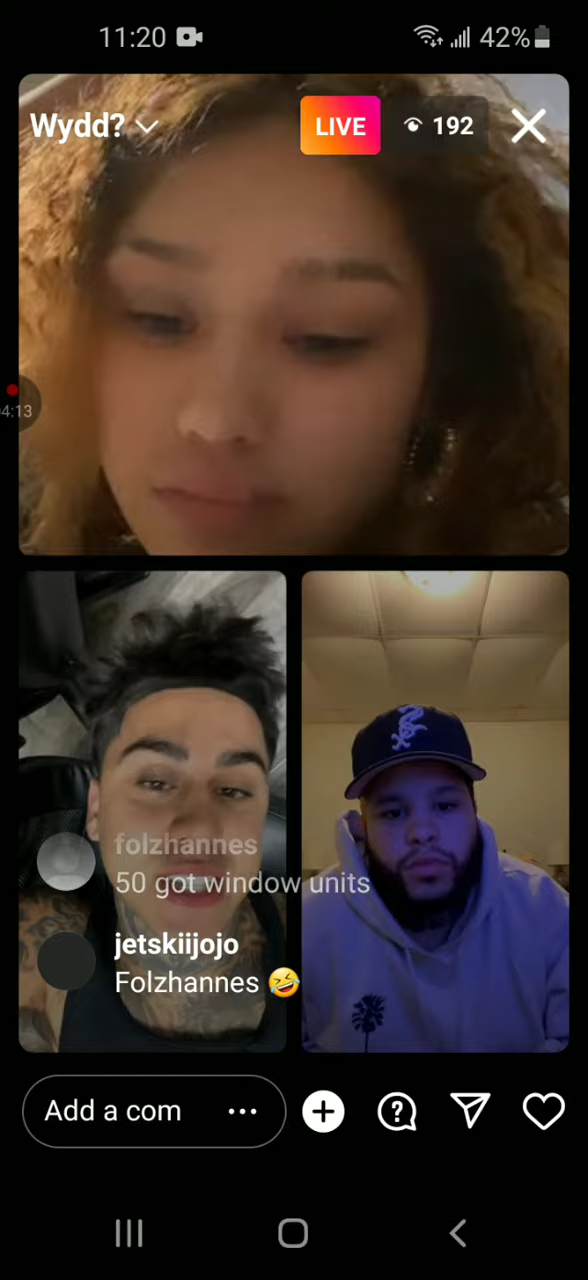 11:20
42%
Wydd?
LIVE
192
4:13
folzhannes
50 got window units
jetskiijojo
Folzhannes 🤣
Add a com